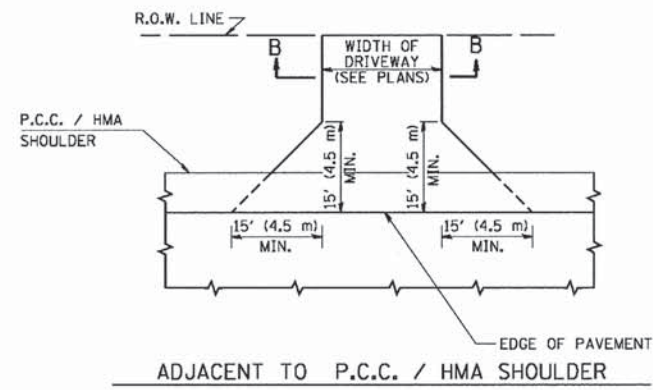 R.O.W. LINE
B
WIDTH OF
DRIVEWAY
(SEE PLANS)
B
P.C.C. / HMA
SHOULDER
15' (4.5 m)
MIN.
15' (4.5 m)
MIN.
15' (4.5 m)
MIN.
15' (4.5 m)
MIN.
EDGE OF PAVEMENT
ADJACENT TO P.C.C. / HMA SHOULDER